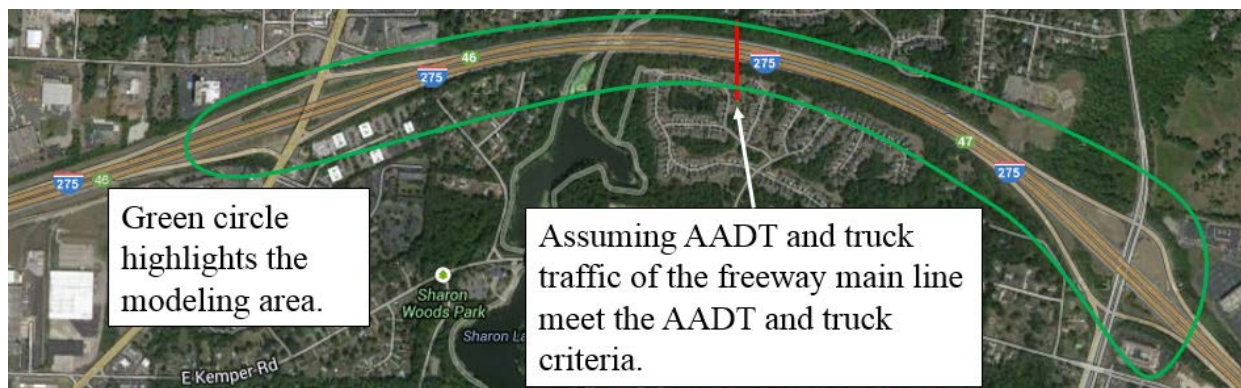 46
275
275
47
275
275
46
Green circle
highlights the
modeling area.
Assuming AADT and truck
traffic of the freeway main line
meet the AADT and truck
criteria.
Sharon
Woods Park
Sharon
E Kemper Rd